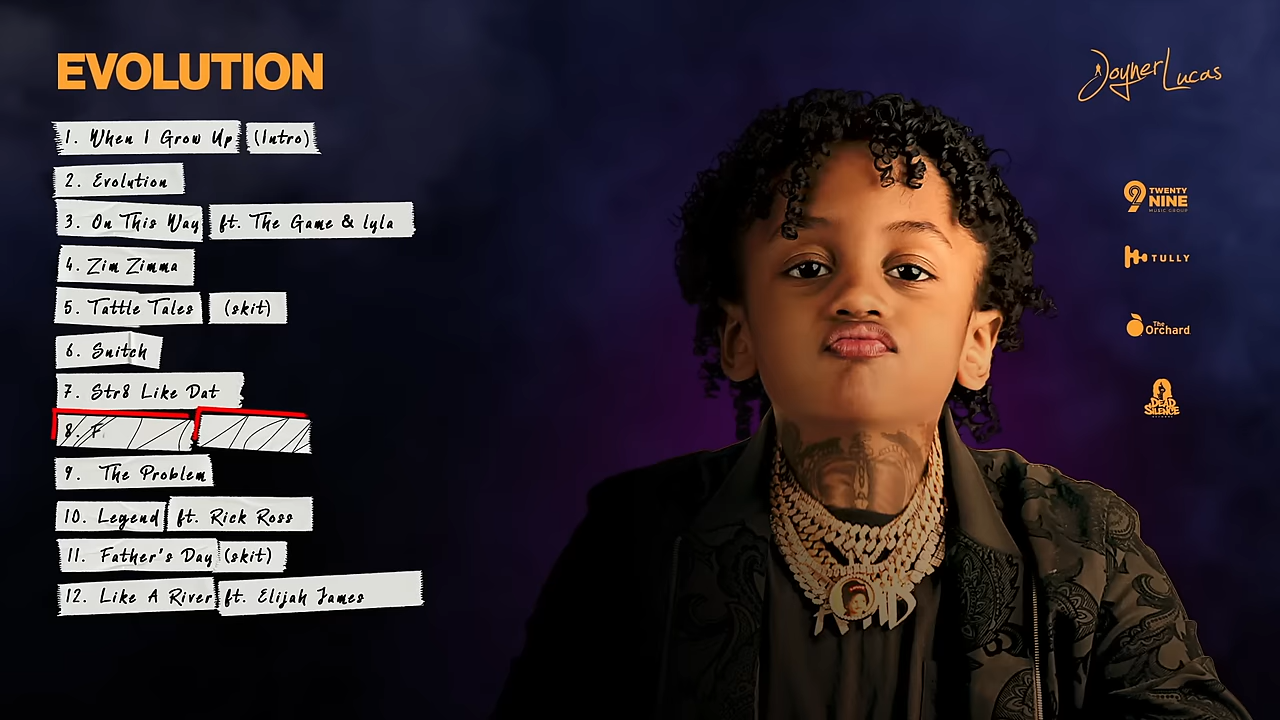 EVOLUTION
1. When I Grow Up (Intro)
2. Evolution
3. On This Way ft. The Game & lyla
4. Zim Zimma
5. Tattle Tales (skit)
6. Snitch
7. Str8 Like Dat
8. F
9. The Problem
10. Legend ft. Rick Ross
11. Father's Day (skit)
12. Like A River ft. Elijah James
Joyner Lucas
9 TWENTY
NINE
MUSIC GROUP
TULLY
The
Orchard
DEAD
SILENCE